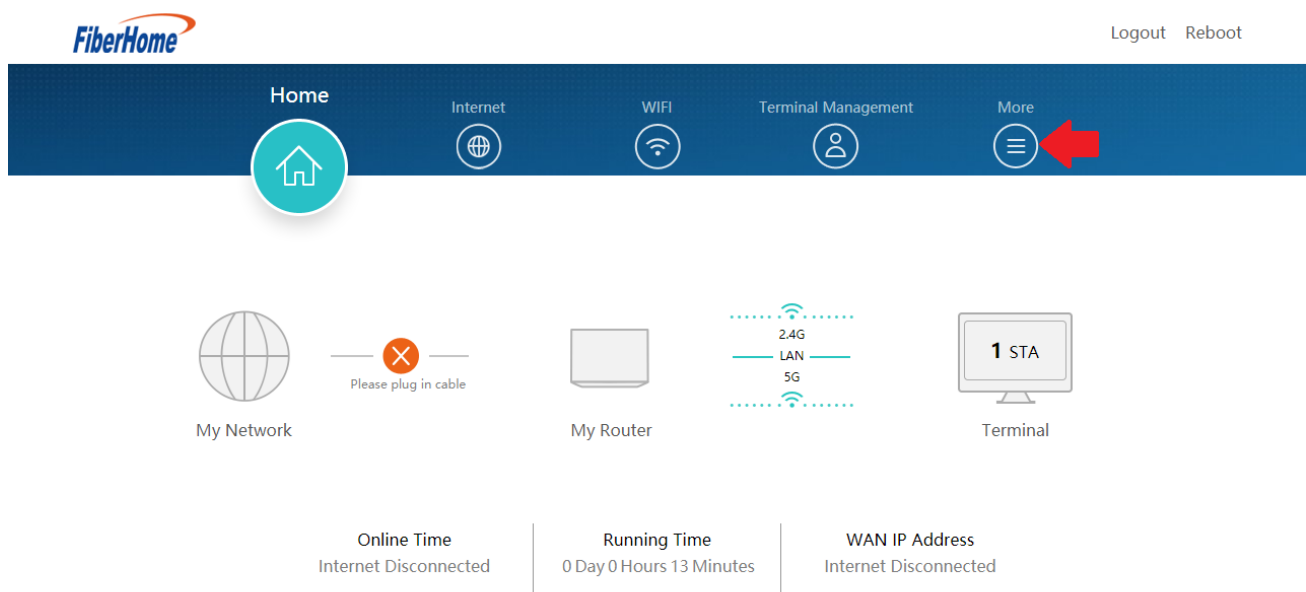 FiberHome
Logout Reboot
Home
Internet
WIFI
Terminal Management
More
2.4G
LAN
5G
1 STA
Please plug in cable
My Network
My Router
Terminal
Online Time
Running Time
WAN IP Address
Internet Disconnected
0 Day 0 Hours 13 Minutes
Internet Disconnected